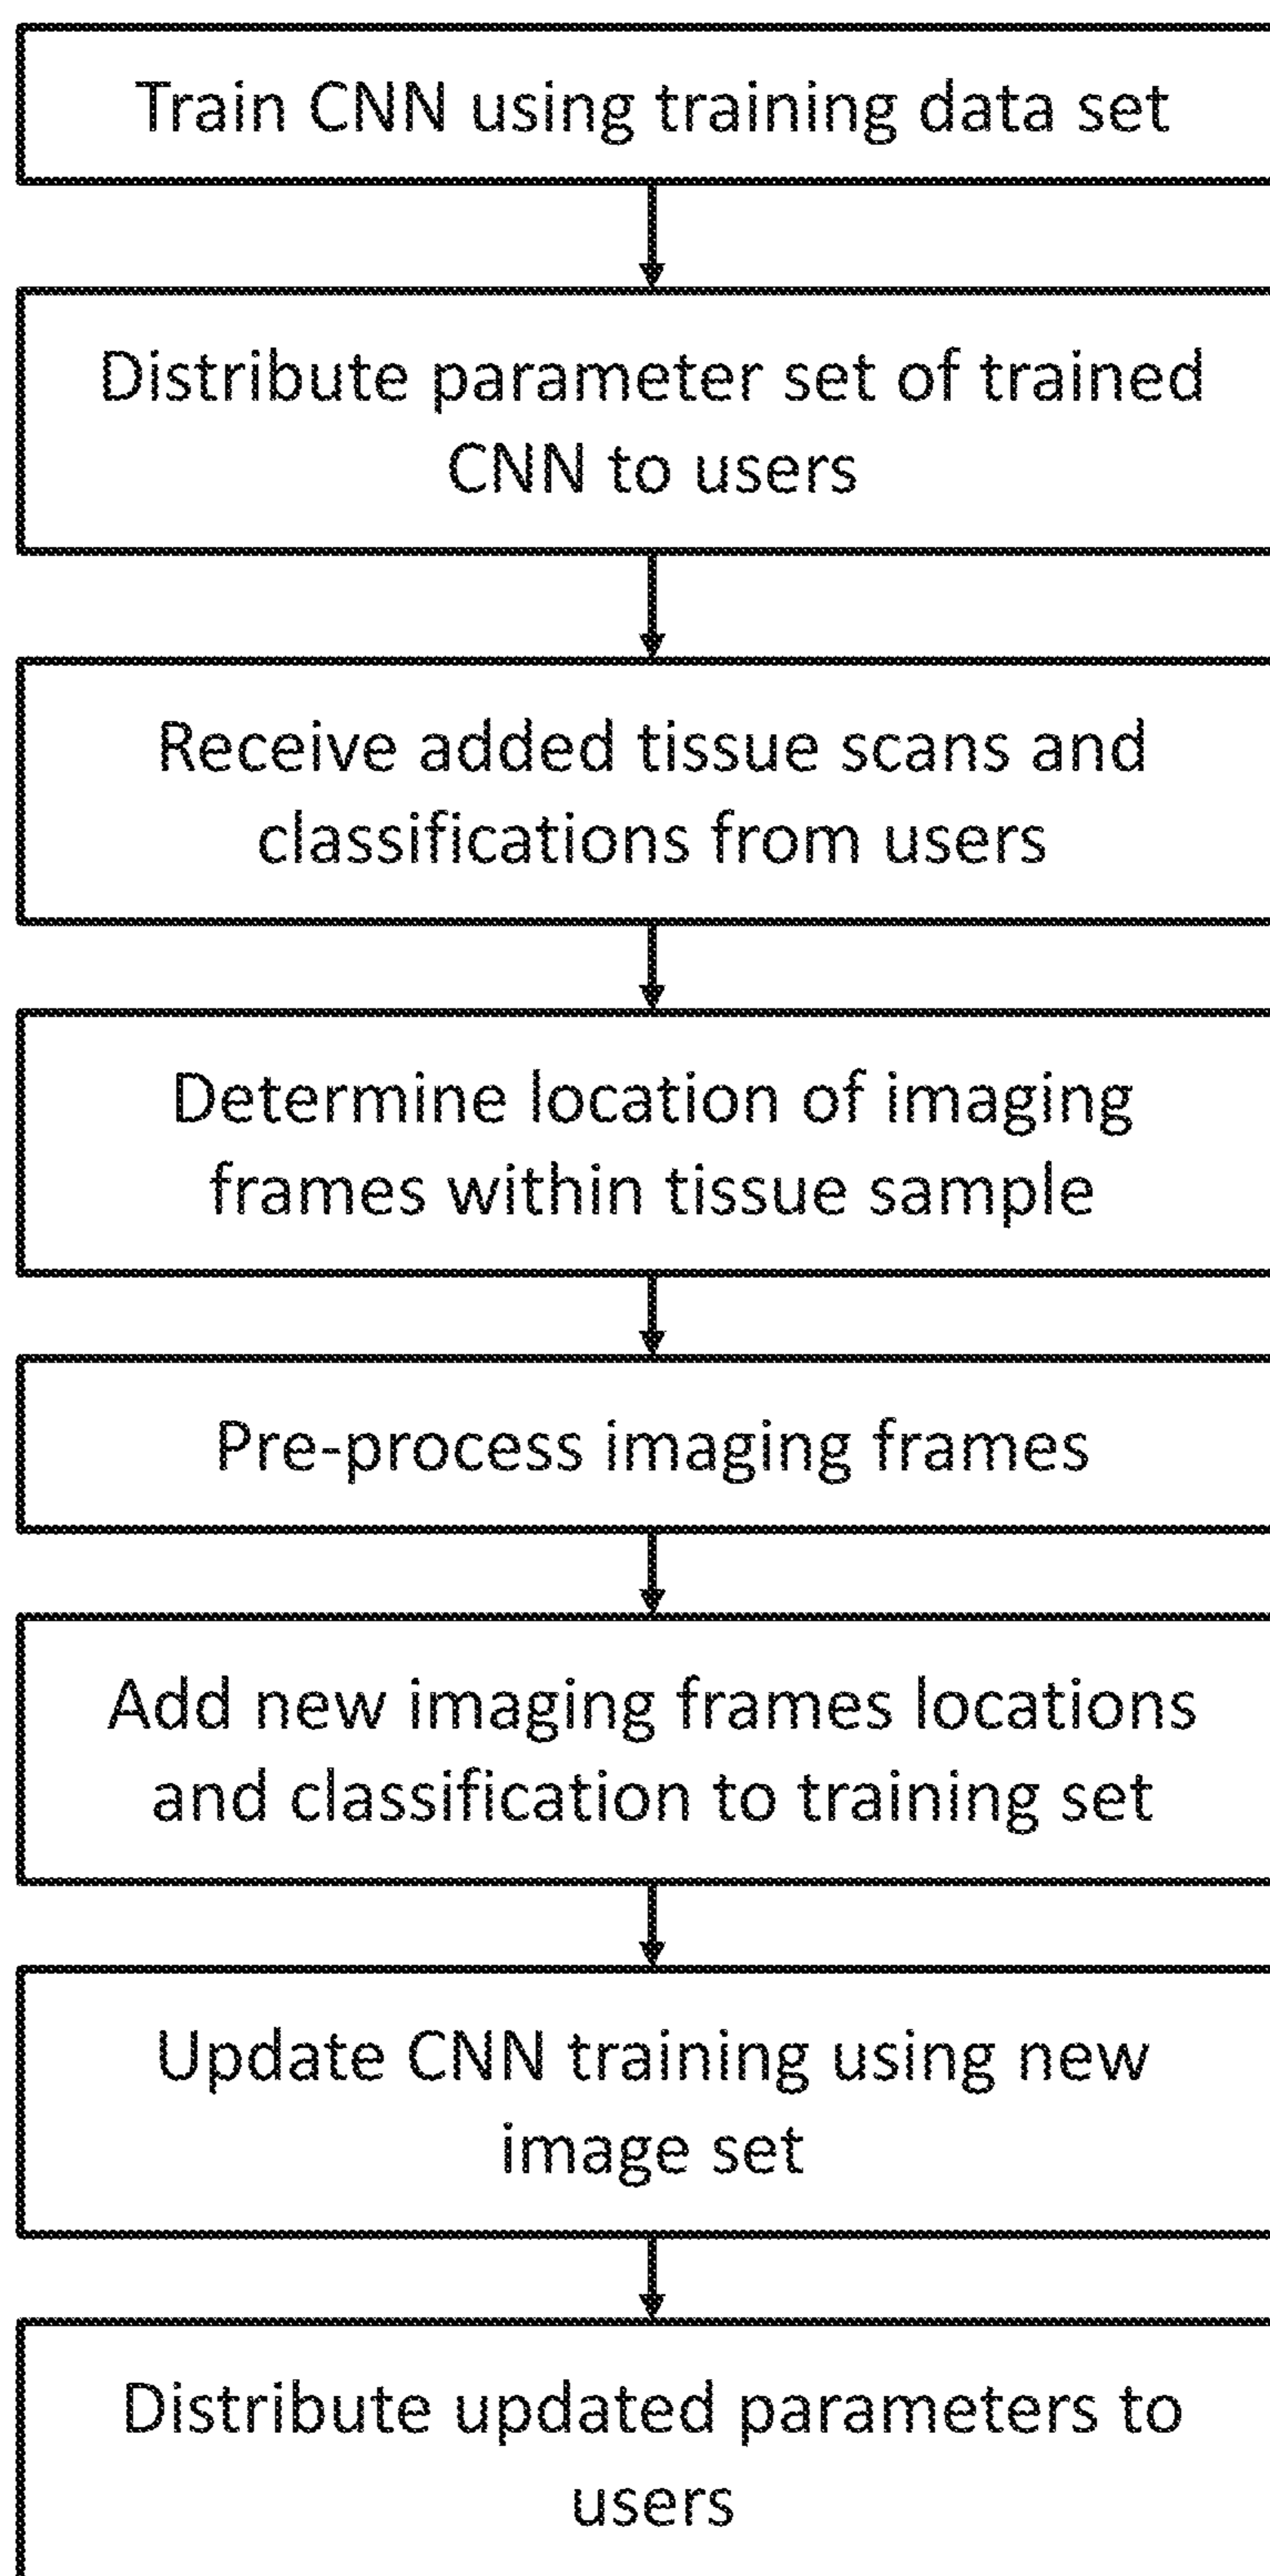 Train CNN using training data set
Distribute parameter set of trained
CNN to users
Receive added tissue scans and
classifications from users
Determine location of imaging
frames within tissue sample
Pre-process imaging frames
Add new imaging frames locations
and classification to training set
Update CNN training using new
image set
Distribute updated parameters to
users